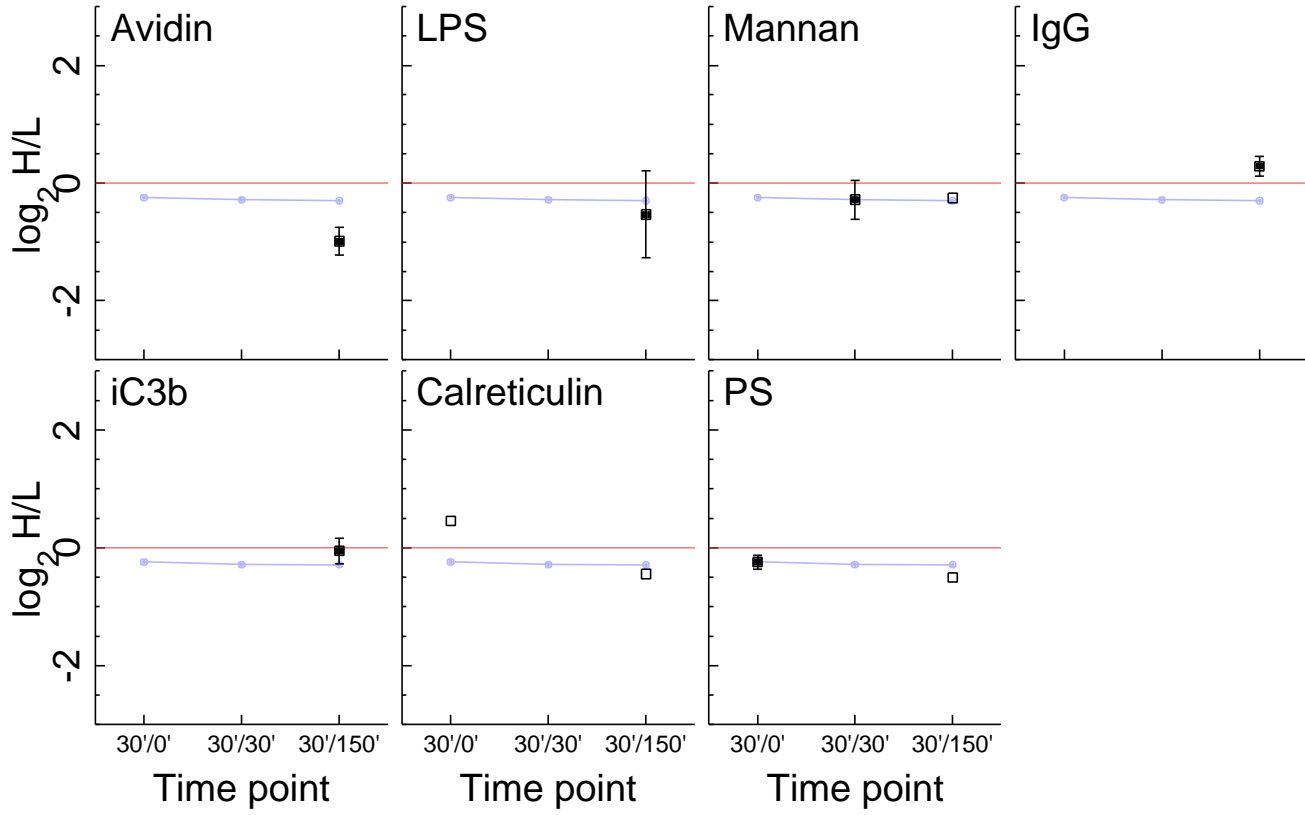 Avidin
LPS
Mannan
IgG
log2 H/L
2
0
-2
iC3b
Calreticulin
PS
log2 H/L
2
0
-2
30'/0' 30'/30' 30'/150'
30'/0' 30'/30' 30'/150'
30'/0' 30'/30' 30'/150'
Time point
Time point
Time point